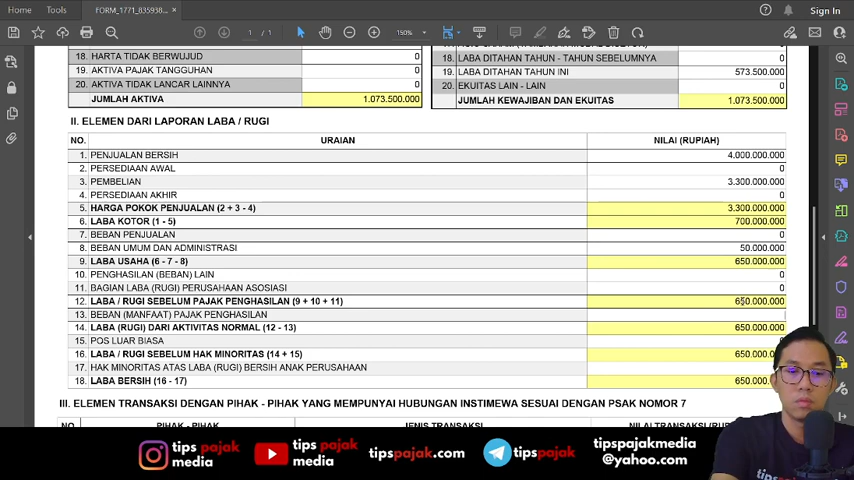 Home
Tools
FORM_1771_835938...
Sign In
1 / 1
150%
18. HARTA TIDAK BERWUJUD 0
19. AKTIVA PAJAK TANGGUHAN 0
20. AKTIVA TIDAK LANCAR LAINNYA 0
JUMLAH AKTIVA 1.073.500.000
18. LABA DITAHAN TAHUN - TAHUN SEBELUMNYA 0
19. LABA DITAHAN TAHUN INI 573.500.000
20. EKUITAS LAIN - LAIN 0
JUMLAH KEWAJIBAN DAN EKUITAS 1.073.500.000
II. ELEMEN DARI LAPORAN LABA / RUGI
NO. URAIAN NILAI (RUPIAH)
1. PENJUALAN BERSIH 4.000.000.000
2. PERSEDIAAN AWAL 0
3. PEMBELIAN 3.300.000.000
4. PERSEDIAAN AKHIR 0
5. HARGA POKOK PENJUALAN (2 + 3 - 4) 3.300.000.000
6. LABA KOTOR (1 - 5) 700.000.000
7. BEBAN PENJUALAN 0
8. BEBAN UMUM DAN ADMINISTRASI 50.000.000
9. LABA USAHA (6 - 7 - 8) 650.000.000
10. PENGHASILAN (BEBAN) LAIN 0
11. BAGIAN LABA (RUGI) PERUSAHAAN ASOSIASI 0
12. LABA / RUGI SEBELUM PAJAK PENGHASILAN (9 + 10 + 11) 650.000.000
13. BEBAN (MANFAAT) PAJAK PENGHASILAN
14. LABA (RUGI) DARI AKTIVITAS NORMAL (12 - 13) 650.000.000
15. POS LUAR BIASA
16. LABA / RUGI SEBELUM HAK MINORITAS (14 + 15) 650.000
17. HAK MINORITAS ATAS LABA (RUGI) BERSIH ANAK PERUSAHAAN
18. LABA BERSIH (16 - 17) 650.000
III. ELEMEN TRANSAKSI DENGAN PIHAK - PIHAK YANG MEMPUNYAI HUBUNGAN INSTIMEWA SESUAI DENGAN PSAK NOMOR 7
NO. PIHAK - PIHAK JENIS TRANSAKSI NILAI TRANSAKSI
tips pajak media
tips pajak media
tipspajak.com
tipspajak
tipspajakmedia
@yahoo.com